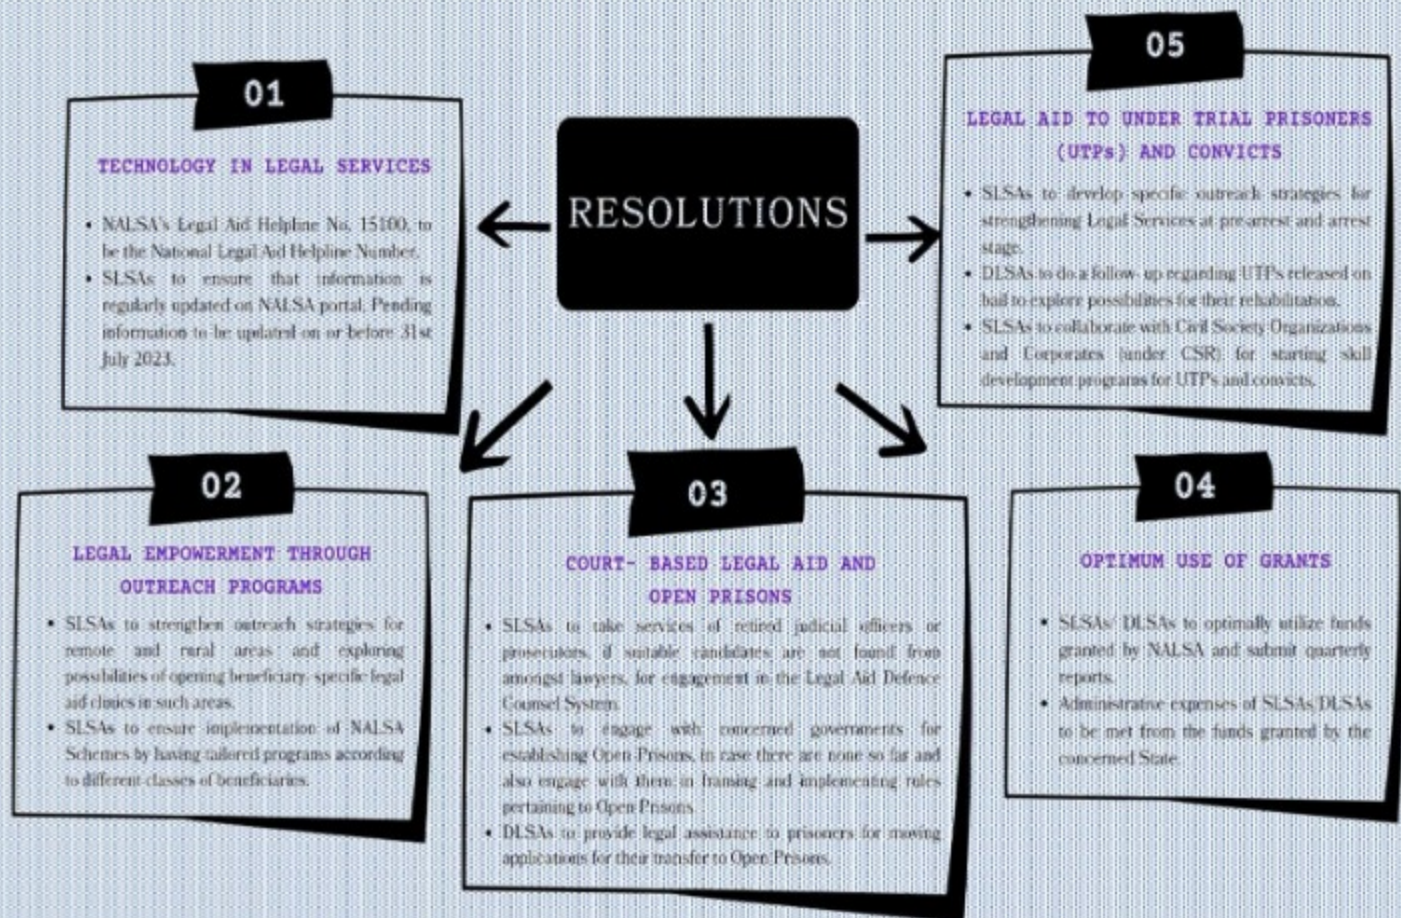 RESOLUTIONS
01
TECHNOLOGY IN LEGAL SERVICES
• NALSA's Legal Aid Helpline No. 15100, to
be the National Legal Aid Helpline Number.
• SLSAs to ensure that information is
regularly updated on NALSA portal. Pending
information to be updated on or before 31st
July 2023.
02
LEGAL EMPOWERMENT THROUGH
OUTREACH PROGRAMS
• SLSAs to strengthen outreach strategies for
remote and rural areas and exploring
possibilities of opening beneficiary-specific legal
aid clinics in such areas.
• SLSAs to ensure implementation of NALSA
Schemes by having tailored programs according
to different classes of beneficiaries.
03
COURT- BASED LEGAL AID AND
OPEN PRISONS
• SLSAs to take services of retired judicial officers or
prosecutors, if suitable candidates are not found from
amongst lawyers, for engagement in the Legal Aid Defence
Counsel System.
• SLSAs to engage with concerned governments for
establishing Open Prisons, in case there are none so far and
also engage with them in framing and implementing rules
pertaining to Open Prisons.
• DLSAs to provide legal assistance to prisoners for moving
applications for their transfer to Open Prisons.
04
OPTIMUM USE OF GRANTS
• SLSAs/ DLSAs to optimally utilize funds
granted by NALSA and submit quarterly
reports.
• Administrative expenses of SLSAs/DLSAs
to be met from the funds granted by the
concerned State.
05
LEGAL AID TO UNDER TRIAL PRISONERS
(UTPs) AND CONVICTS
• SLSAs to develop specific outreach strategies for
strengthening Legal Services at pre-arrest and arrest
stage.
• DLSAs to do a follow- up regarding UTPs released on
bail to explore possibilities for their rehabilitation.
• SLSAs to collaborate with Civil Society Organizations
and Corporates (under CSR) for starting skill
development programs for UTPs and convicts.